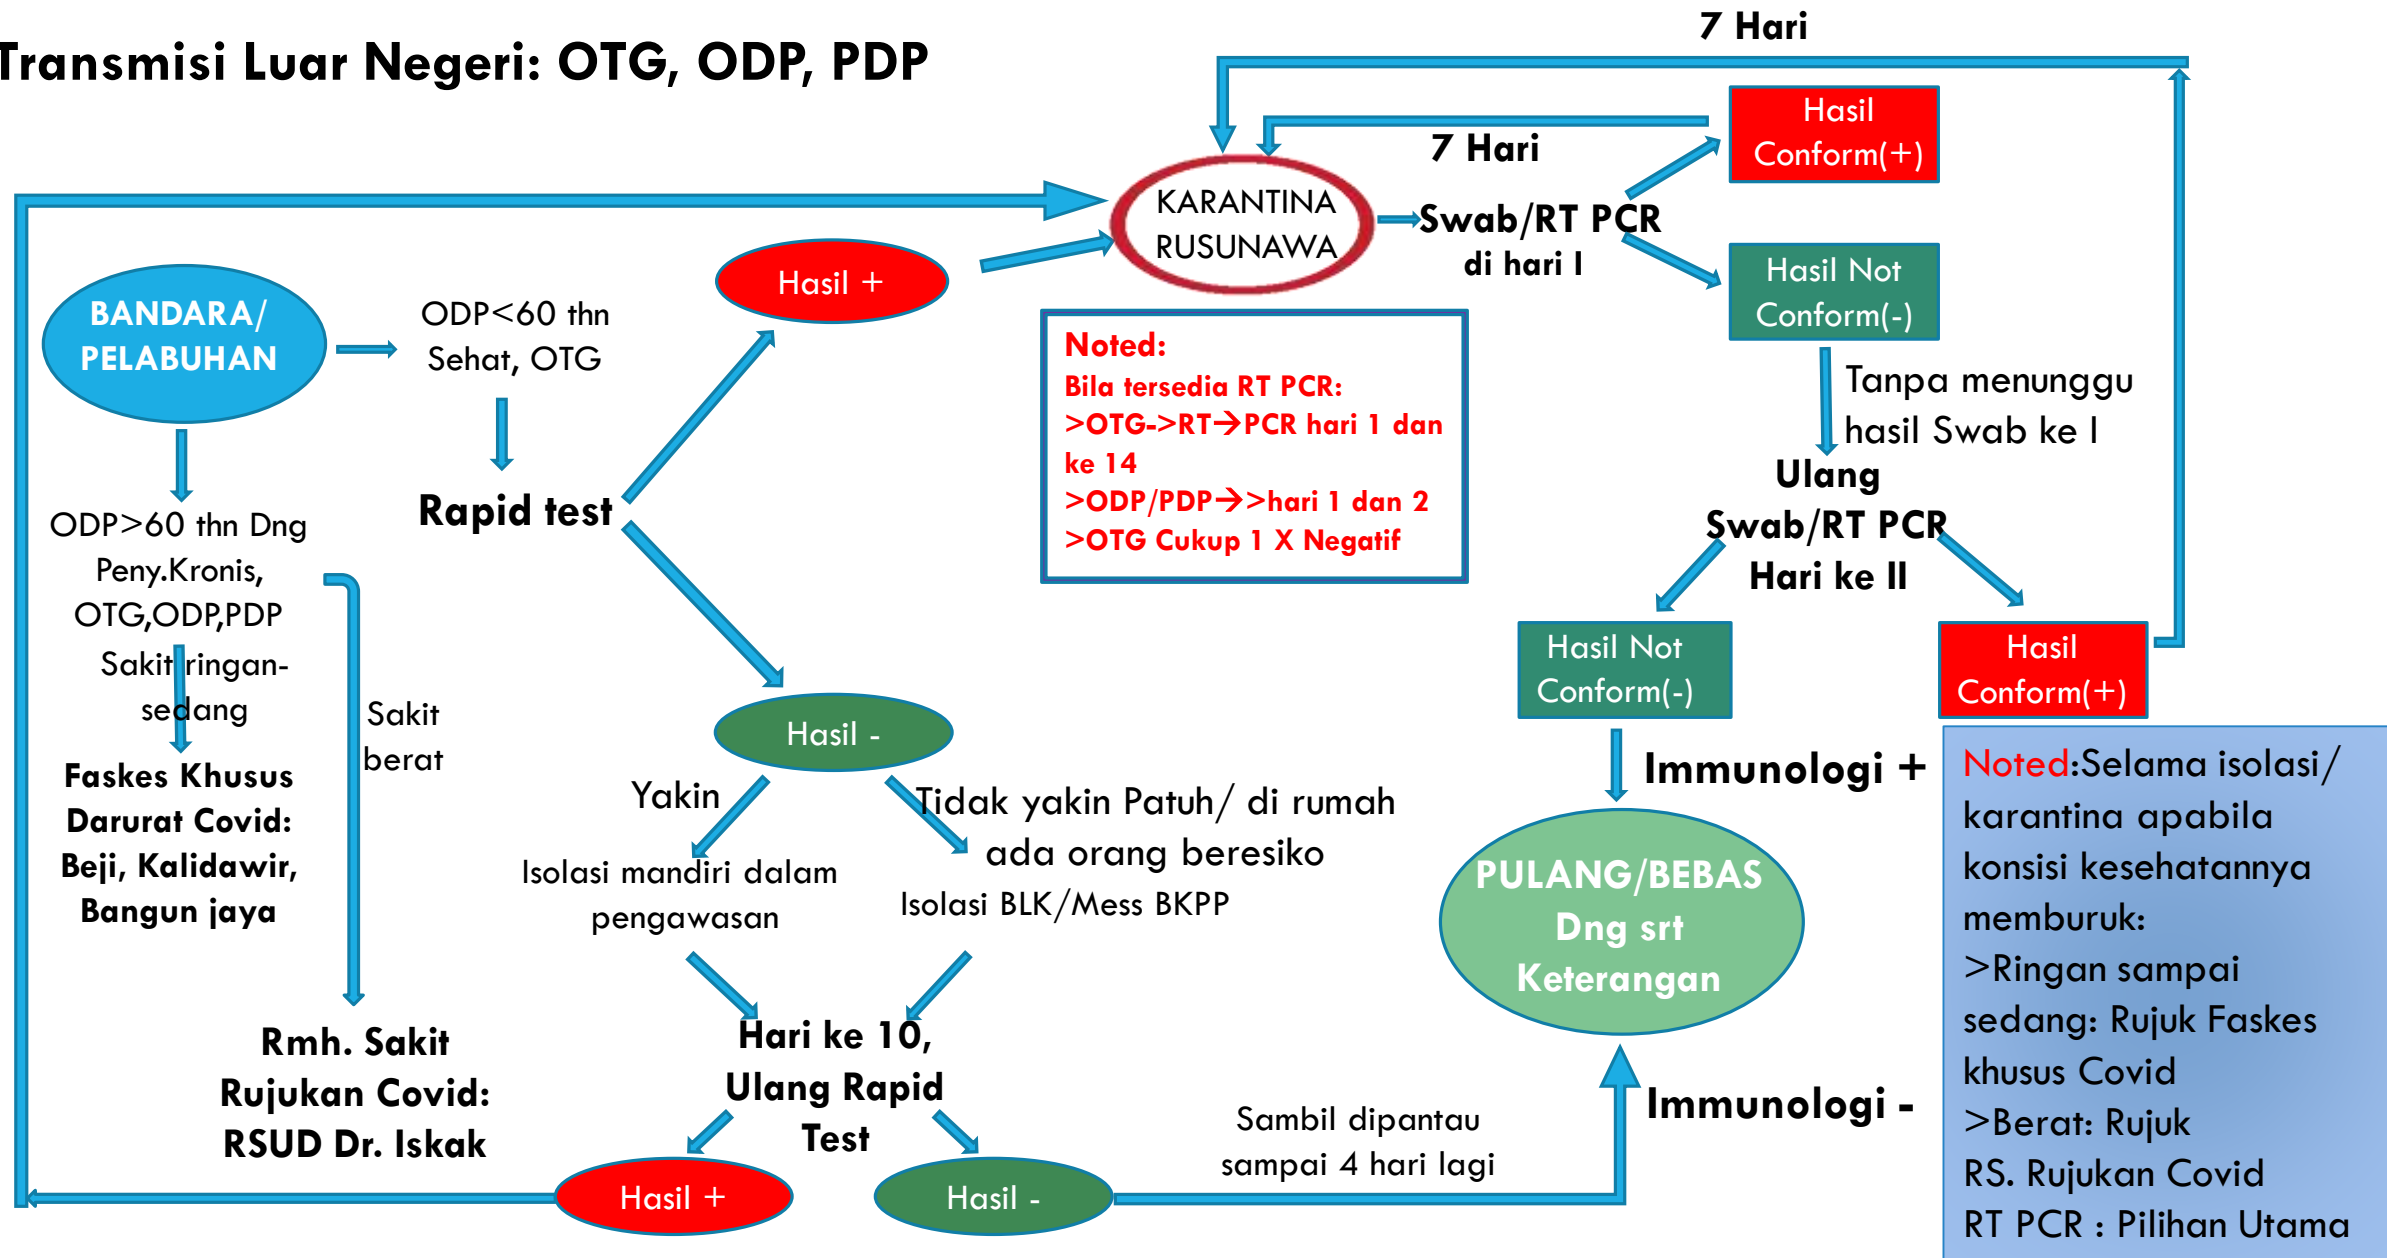 Transmisi Luar Negeri: OTG, ODP, PDP
7 Hari
Hasil
Conform(+)
7 Hari
KARANTINA
RUSUNAWA
Swab/RT PCR
di hari I
Hasil Not
Conform(-)
Hasil +
BANDARA/
PELABUHAN
ODP<60 thn
Sehat, OTG
Noted:
Bila tersedia RT PCR:
>OTG->RT→PCR hari 1 dan
ke 14
>ODP/PDP→>hari 1 dan 2
>OTG Cukup 1 X Negatif
Tanpa menunggu
hasil Swab ke I
Rapid test
Ulang
Swab/RT PCR
Hari ke II
ODP>60 thn Dng
Peny.Kronis,
OTG,ODP,PDP
Sakit ringan-
sedang
Sakit
berat
Hasil Not
Conform(-)
Hasil
Conform(+)
Faskes Khusus
Darurat Covid:
Beji, Kalidawir,
Bangun jaya
Hasil -
Yakin
Tidak yakin Patuh/ di rumah
ada orang beresiko
Isolasi mandiri dalam
pengawasan
Isolasi BLK/Mess BKPP
Immunologi +
PULANG/BEBAS
Dng srt
Keterangan
Noted:Selama isolasi/
karantina apabila
konsisi kesehatannya
memburuk:
>Ringan sampai
sedang: Rujuk Faskes
khusus Covid
>Berat: Rujuk
RS. Rujukan Covid
RT PCR : Pilihan Utama
Rmh. Sakit
Rujukan Covid:
RSUD Dr. Iskak
Hari ke 10,
Ulang Rapid
Test
Immunologi -
Sambil dipantau
sampai 4 hari lagi
Hasil +
Hasil -